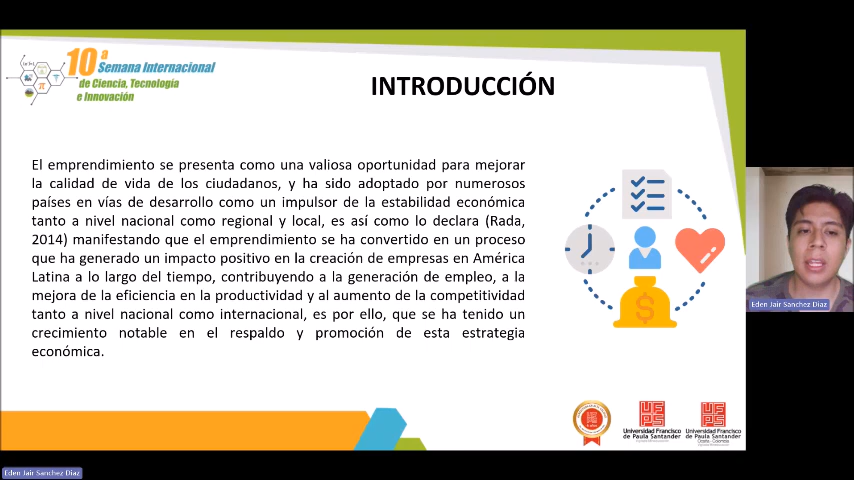 10ª
Semana Internacional
de Ciencia, Tecnología
e Innovación
INTRODUCCIÓN
El emprendimiento se presenta como una valiosa oportunidad para mejorar
la calidad de vida de los ciudadanos, y ha sido adoptado por numerosos
países en vías de desarrollo como un impulsor de la estabilidad económica
tanto a nivel nacional como regional y local, es así como lo declara (Rada,
2014) manifestando que el emprendimiento se ha convertido en un proceso
que ha generado un impacto positivo en la creación de empresas en América
Latina a lo largo del tiempo, contribuyendo a la generación de empleo, a la
mejora de la eficiencia en la productividad y al aumento de la competitividad
tanto a nivel nacional como internacional, es por ello, que se ha tenido un
crecimiento notable en el respaldo y promoción de esta estrategia
económica.
$
Eden Jair Sanchez Diaz
Universidad Francisco
de Paula Santander
Universidad Francisco
de Paula Santander
Ocaña - Colombia
Eden Jair Sanchez Diaz